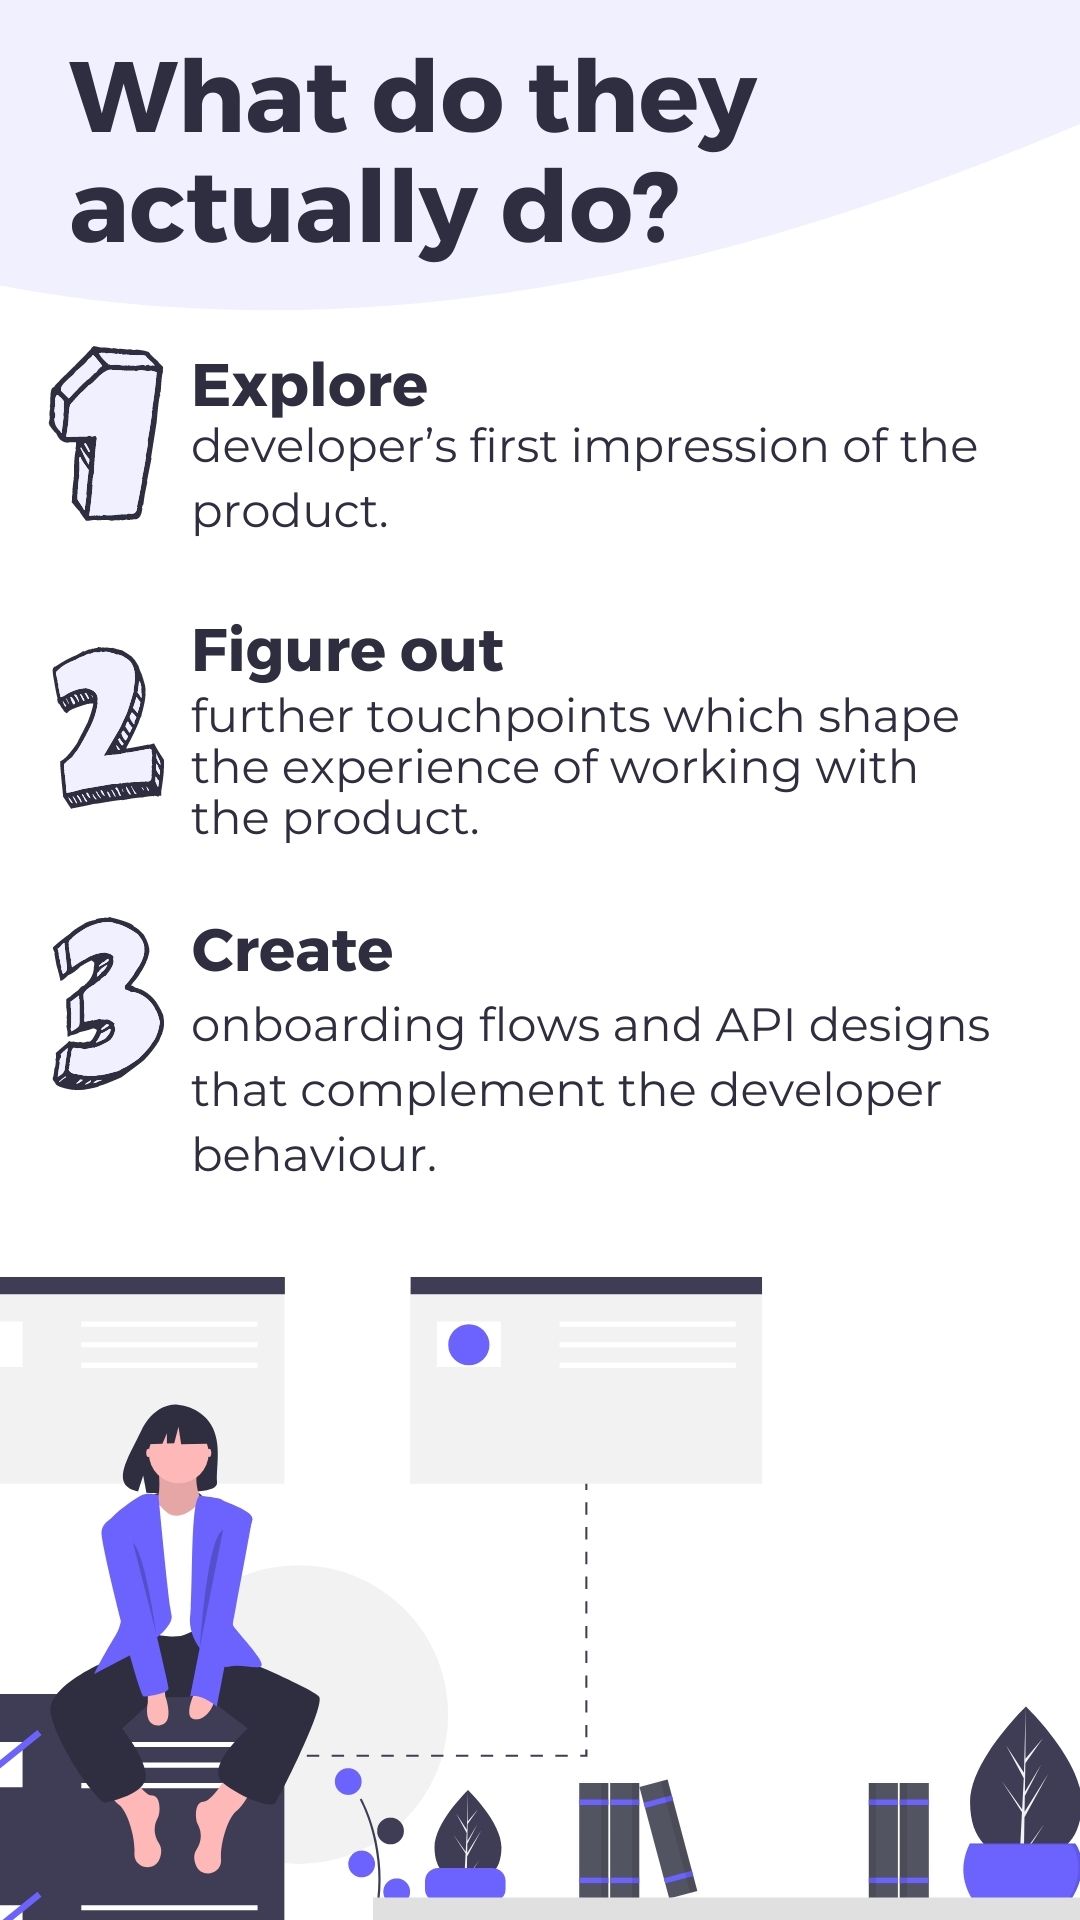 What do they
actually do?
1
Explore
developer’s first impression of the
product.
2
Figure out
further touchpoints which shape
the experience of working with
the product.
3
Create
onboarding flows and API designs
that complement the developer
behaviour.